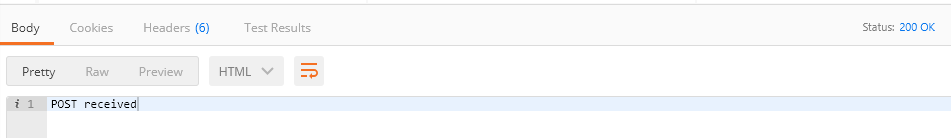 Body Cookies Headers (6) Test Results Status: 200 OK
Pretty Raw Preview HTML
i 1 POST received